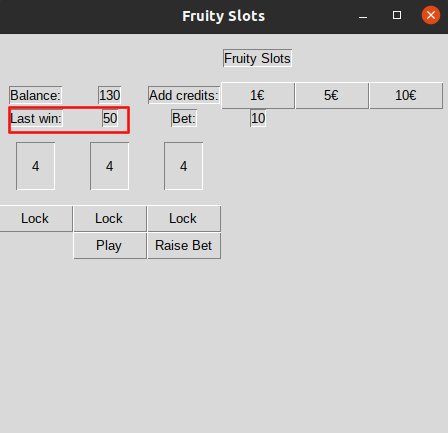 Fruity Slots
Fruity Slots
Balance: 130 Add credits: 1€ 5€ 10€
Last win: 50 Bet: 10
4 4 4
Lock Lock Lock
Play Raise Bet